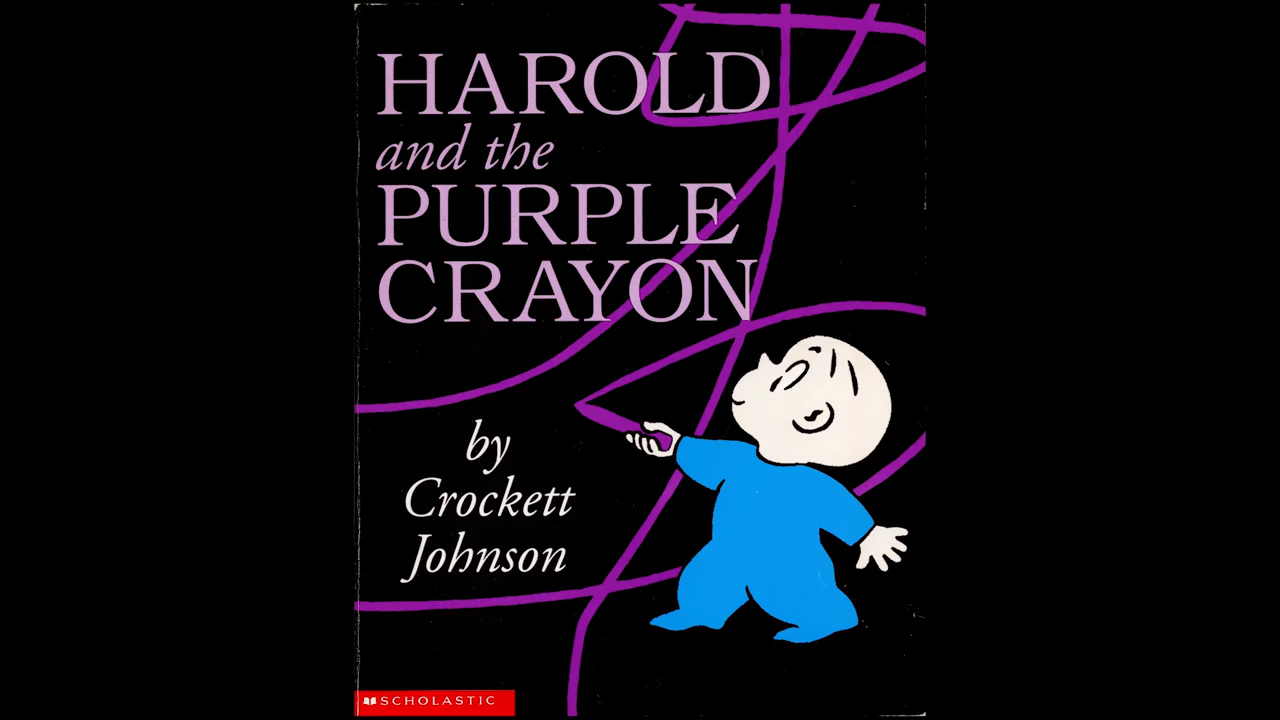 HAROLD
and the
PURPLE
CRAYON
by
Crockett
Johnson
SCHOLASTIC